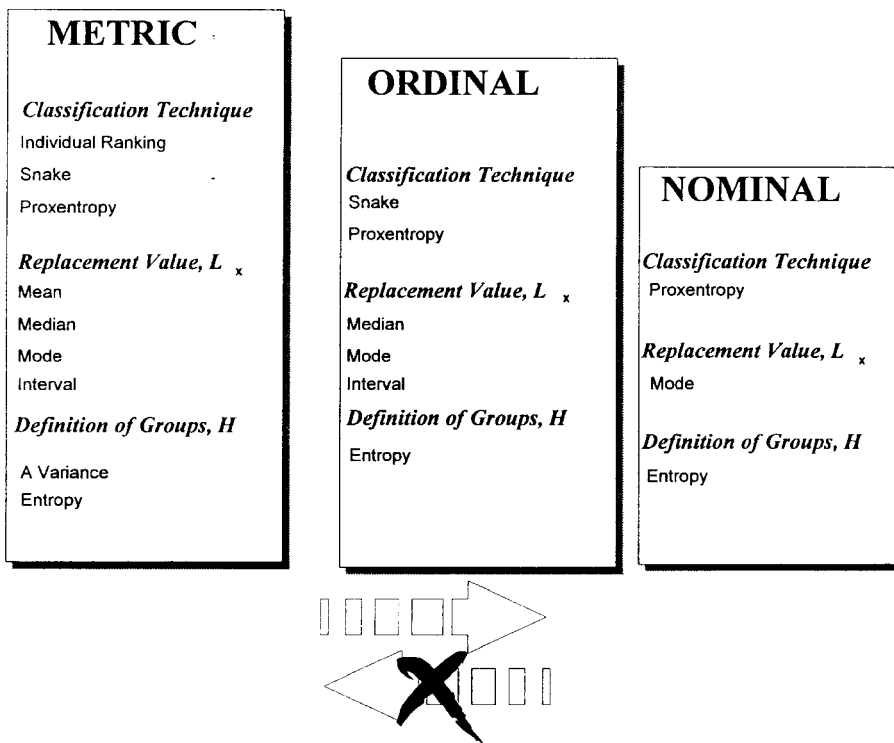 METRIC
Classification Technique
Individual Ranking
Snake
Proxentropy
Replacement Value, L x
Mean
Median
Mode
Interval
Definition of Groups, H
A Variance
Entropy
ORDINAL
Classification Technique
Snake
Proxentropy
Replacement Value, L x
Median
Mode
Interval
Definition of Groups, H
Entropy
NOMINAL
Classification Technique
Proxentropy
Replacement Value, L x
Mode
Definition of Groups, H
Entropy